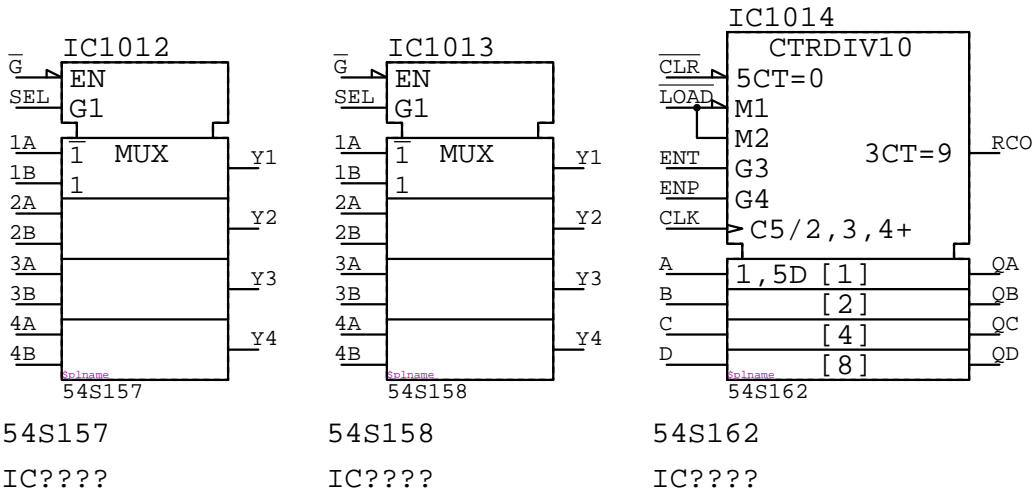 IC1012
G
EN
SEL
G1
1A
1
MUX
Y1
1B
1
2A
Y2
2B
3A
Y3
3B
4A
Y4
4B
$plname
54S157
54S157
IC????
IC1013
G
EN
SEL
G1
1A
1
MUX
Y1
1B
1
2A
Y2
2B
3A
Y3
3B
4A
Y4
4B
$plname
54S158
54S158
IC????
IC1014
CTRDIV10
CLR
5CT=0
LOAD
M1
M2
3CT=9
RCO
ENT
G3
ENP
G4
CLK
C5/2,3,4+
A
1,5D [1]
QA
B
[2]
QB
C
[4]
QC
D
[8]
QD
$plname
54S162
54S162
IC????